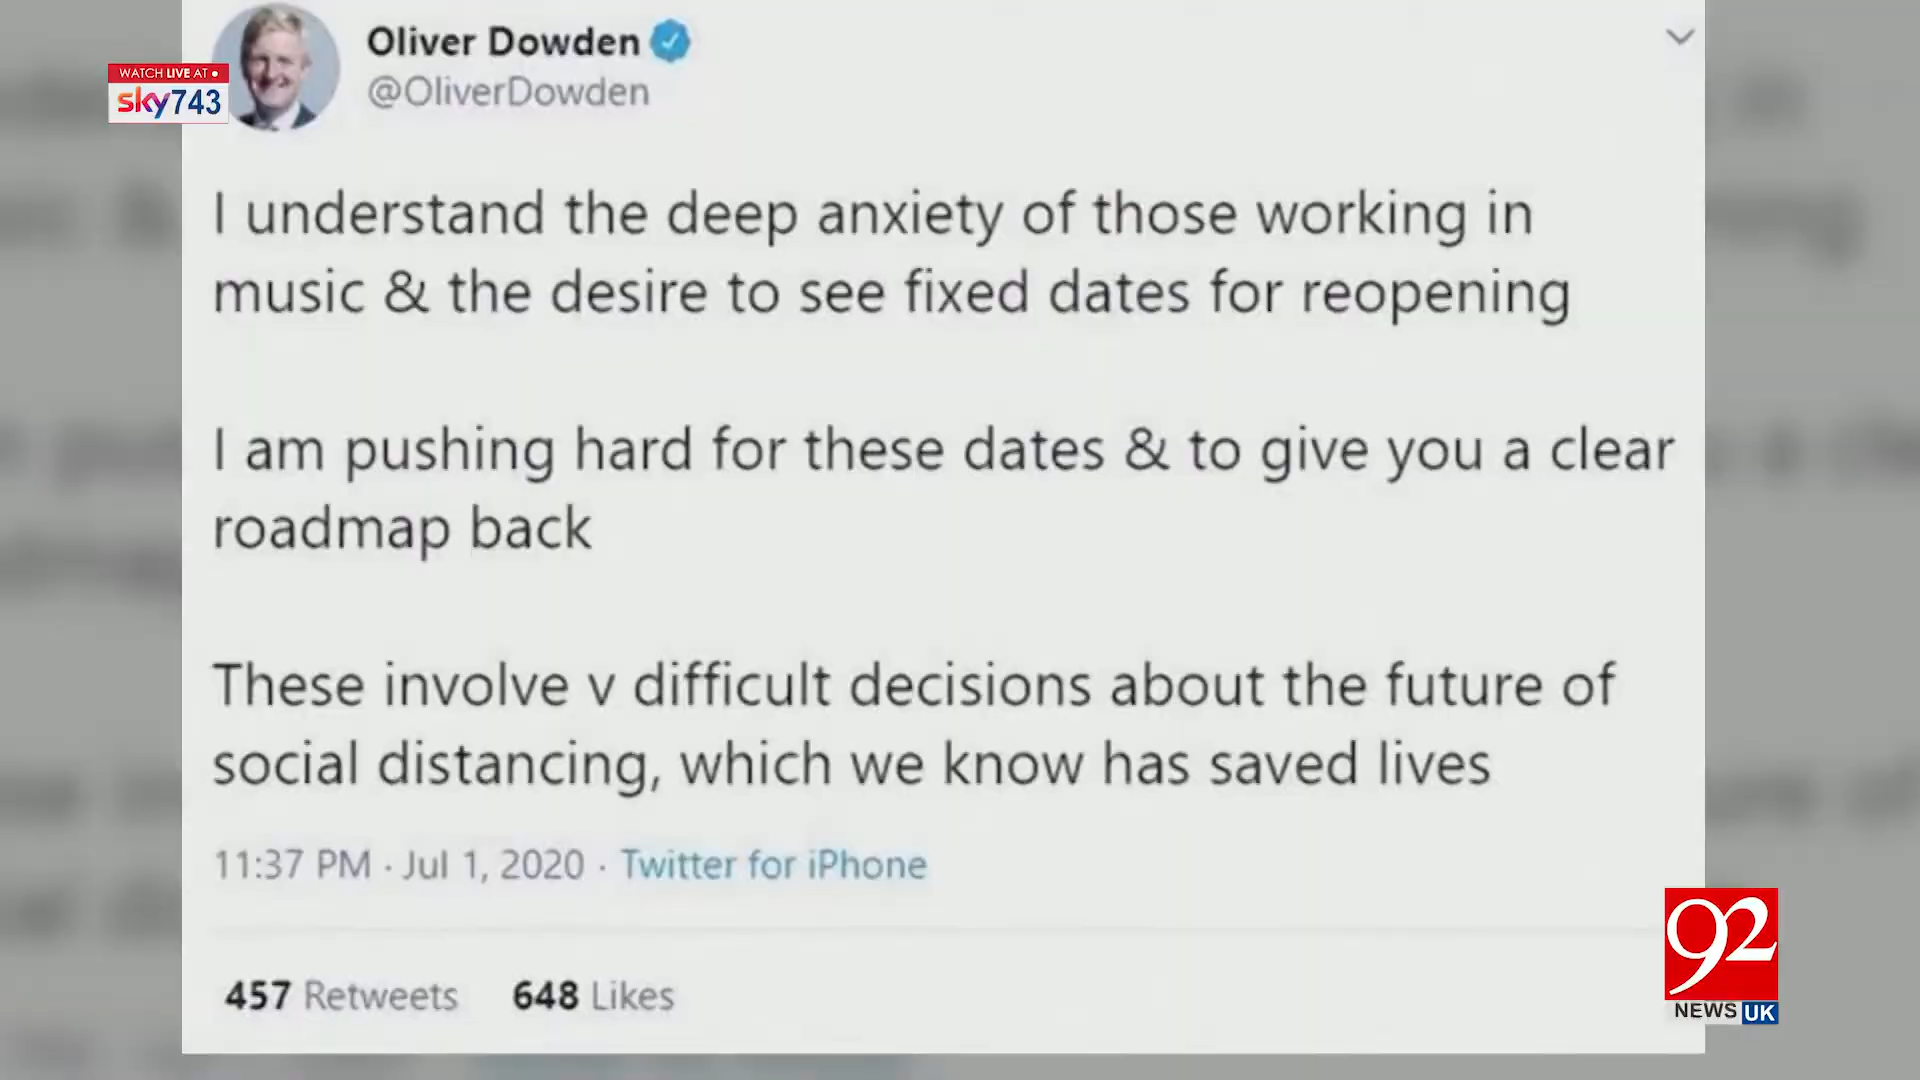 Oliver Dowden
@OliverDowden
WATCH LIVE AT
sky743
I understand the deep anxiety of those working in
music & the desire to see fixed dates for reopening
I am pushing hard for these dates & to give you a clear
roadmap back
These involve v difficult decisions about the future of
social distancing, which we know has saved lives
11:37 PM · Jul 1, 2020 · Twitter for iPhone
457 Retweets 648 Likes
92
NEWS UK